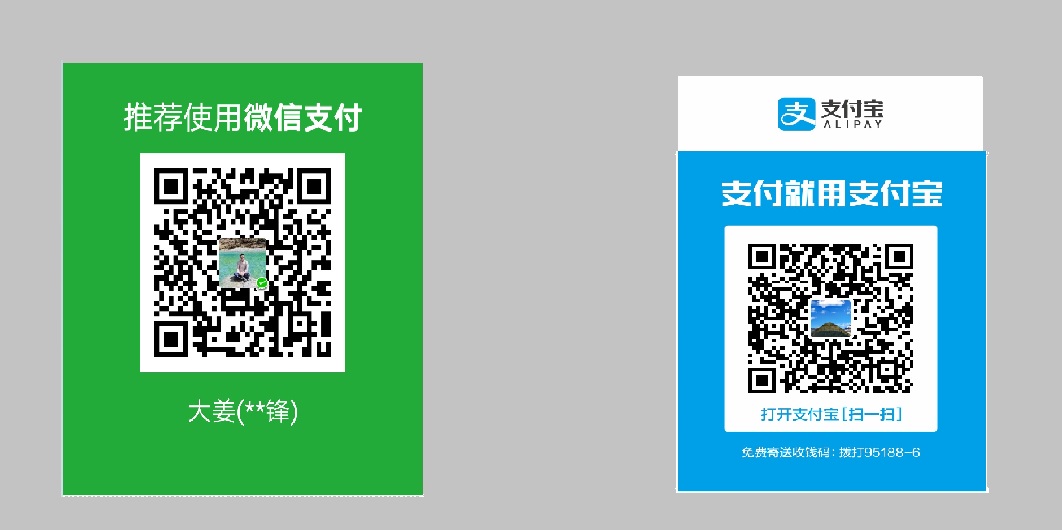 推荐使用微信支付
大姜(**锋)
支付宝
ALIPAY
支付就用支付宝
打开支付宝[扫一扫]
免费寄送收钱码：拨打95188-6